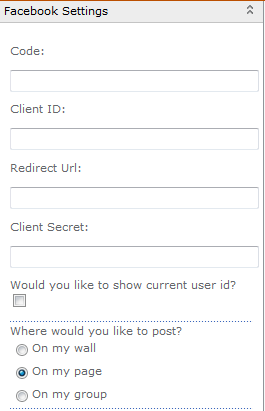 Facebook Settings
Code:
Client ID:
Redirect Url:
Client Secret:
Would you like to show current user id?
Where would you like to post?
On my wall
On my page
On my group